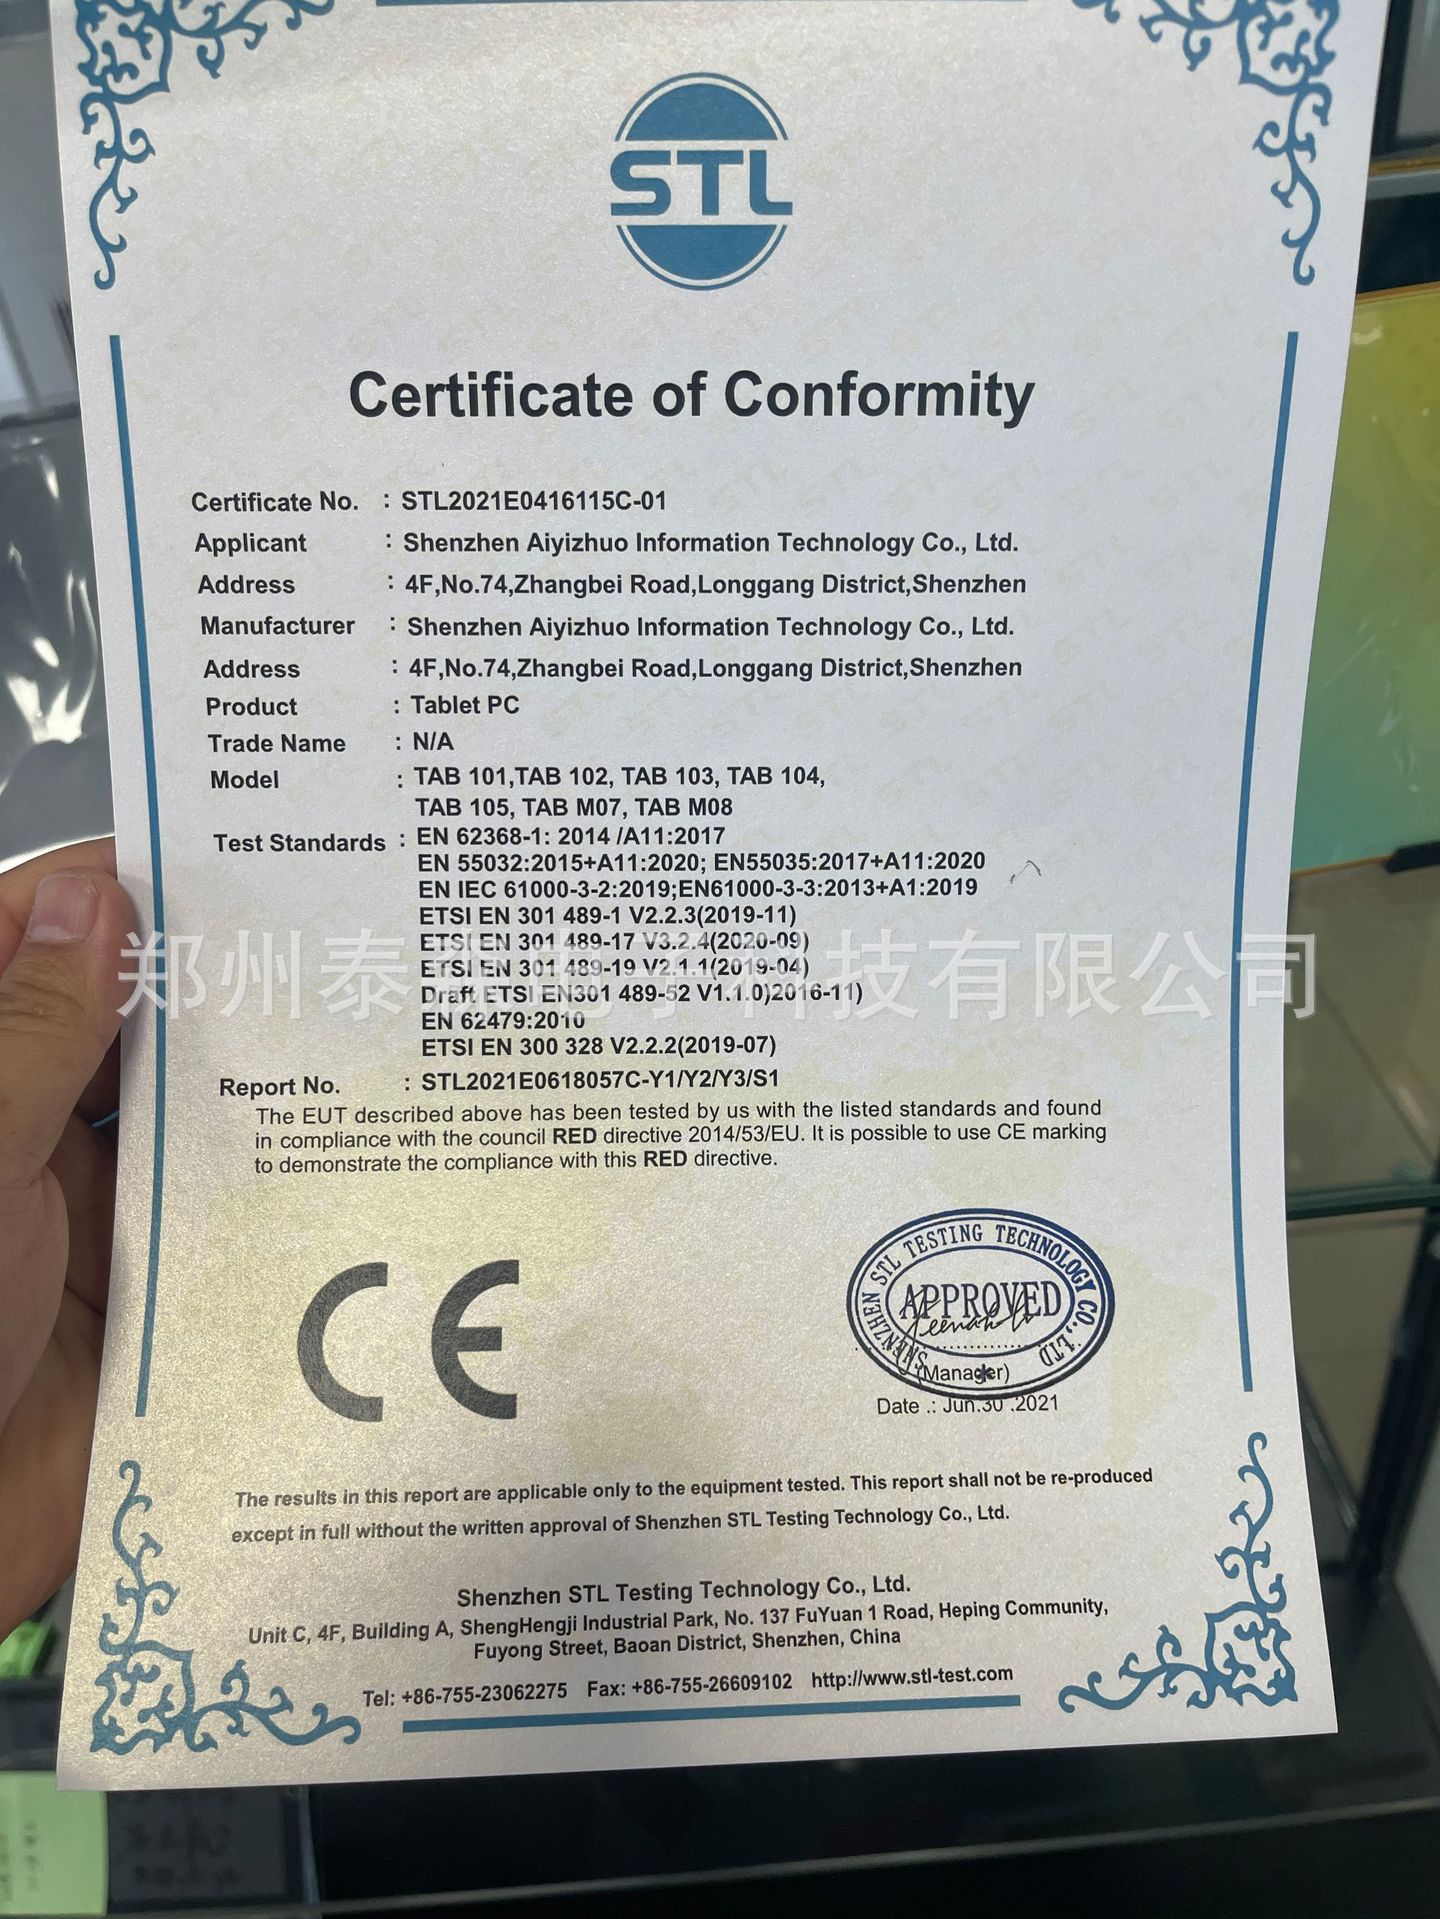 STL
Certificate of Conformity
Certificate No. : STL2021E0416115C-01
Applicant : Shenzhen Aiyizhuo Information Technology Co., Ltd.
Address : 4F,No.74,Zhangbei Road,Longgang District,Shenzhen
Manufacturer : Shenzhen Aiyizhuo Information Technology Co., Ltd.
Address : 4F,No.74,Zhangbei Road,Longgang District,Shenzhen
Product : Tablet PC
Trade Name : N/A
Model : TAB 101,TAB 102, TAB 103, TAB 104,
TAB 105, TAB M07, TAB M08
Test Standards : EN 62368-1: 2014 /A11:2017
EN 55032:2015+A11:2020; EN55035:2017+A11:2020
EN IEC 61000-3-2:2019;EN61000-3-3:2013+A1:2019
ETSI EN 301 489-1 V2.2.3(2019-11)
ETSI EN 301 489-17 V3.2.4(2020-09)
ETSI EN 301 489-19 V2.1.1(2019-04)
Draft ETSI EN301 489-52 V1.1.0)2016-11)
EN 62479:2010
ETSI EN 300 328 V2.2.2(2019-07)
郑州泰 电子科技有限公司
Report No. : STL2021E0618057C-Y1/Y2/Y3/S1
The EUT described above has been tested by us with the listed standards and found
in compliance with the council RED directive 2014/53/EU. It is possible to use CE marking
to demonstrate the compliance with this RED directive.
CE
SHENZHEN STL TESTING TECHNOLOGY CO., LTD
APPROVED
(Manager)
Date .: Jun.30 .2021
The results in this report are applicable only to the equipment tested. This report shall not be re-produced
except in full without the written approval of Shenzhen STL Testing Technology Co., Ltd.
Shenzhen STL Testing Technology Co., Ltd.
Unit C, 4F, Building A, ShengHengji Industrial Park, No. 137 FuYuan 1 Road, Heping Community,
Fuyong Street, Baoan District, Shenzhen, China
Tel: +86-755-23062275 Fax: +86-755-26609102 http://www.stl-test.com